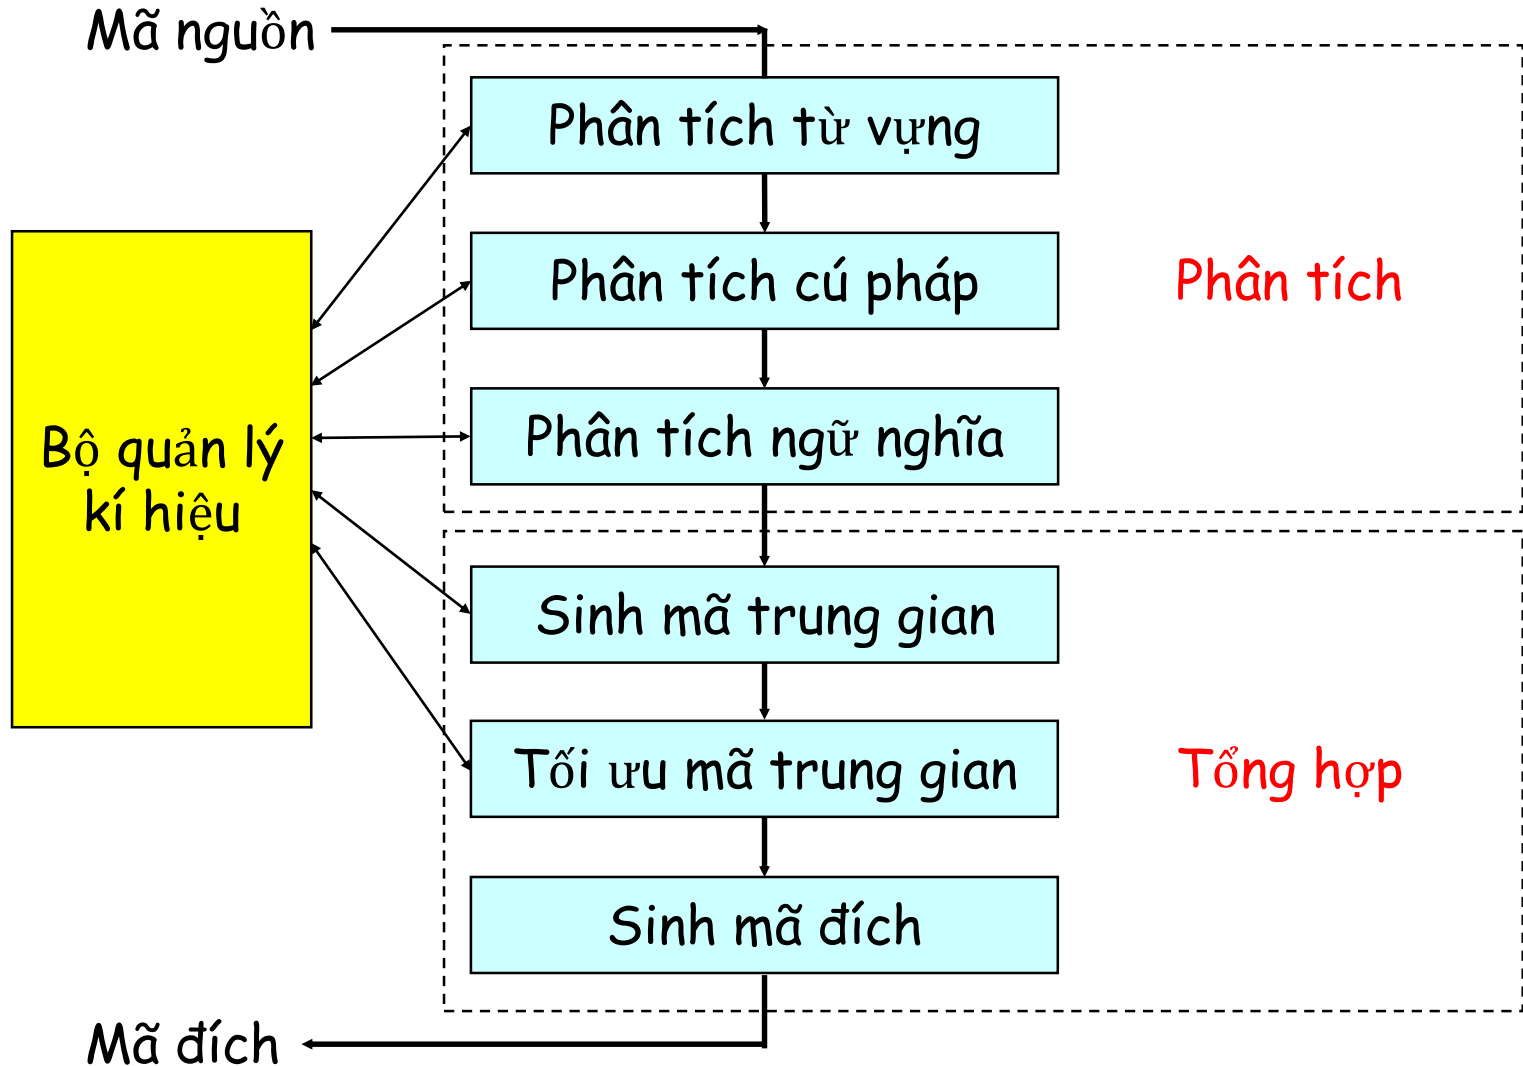 Mã nguồn
Phân tích từ vựng
Phân tích cú pháp
Phân tích
Phân tích ngữ nghĩa
Bộ quản lý
kí hiệu
Sinh mã trung gian
Tối ưu mã trung gian
Tổng hợp
Sinh mã đích
Mã đích